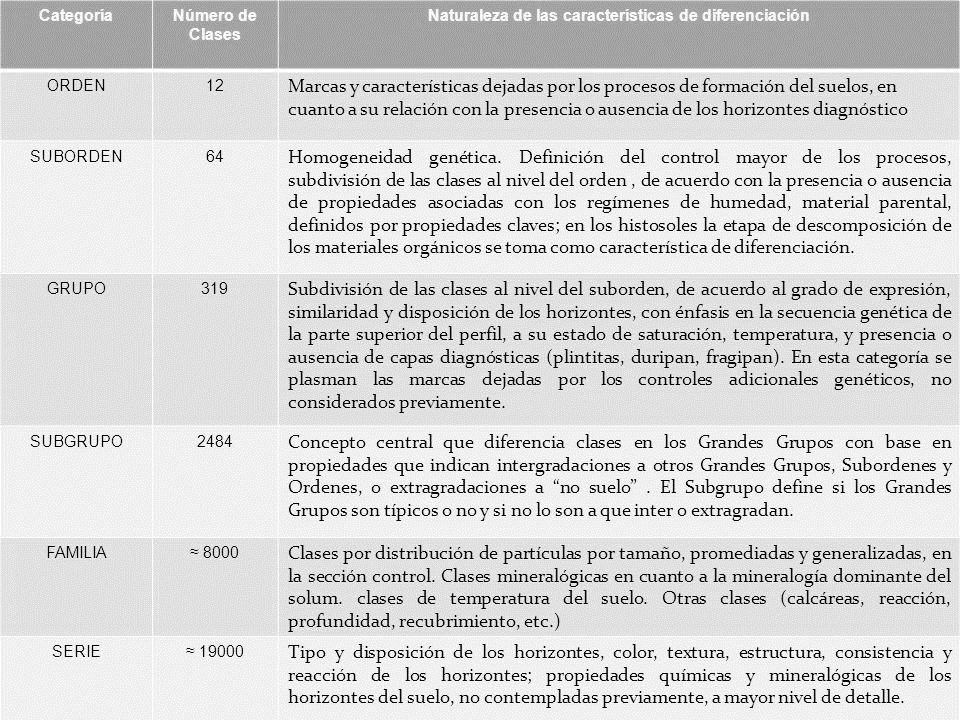 Categoría
Número de
Clases
Naturaleza de las características de diferenciación
ORDEN
12
Marcas y características dejadas por los procesos de formación del suelos, en
cuanto a su relación con la presencia o ausencia de los horizontes diagnóstico
SUBORDEN
64
Homogeneidad genética. Definición del control mayor de los procesos,
subdivisión de las clases al nivel del orden , de acuerdo con la presencia o ausencia
de propiedades asociadas con los regímenes de humedad, material parental,
definidos por propiedades claves; en los histosoles la etapa de descomposición de
los materiales orgánicos se toma como característica de diferenciación.
GRUPO
319
Subdivisión de las clases al nivel del suborden, de acuerdo al grado de expresión,
similaridad y disposición de los horizontes, con énfasis en la secuencia genética de
la parte superior del perfil, a su estado de saturación, temperatura, y presencia o
ausencia de capas diagnósticas (plintitas, duripan, fragipan). En esta categoría se
plasman las marcas dejadas por los controles adicionales genéticos, no
considerados previamente.
SUBGRUPO
2484
Concepto central que diferencia clases en los Grandes Grupos con base en
propiedades que indican intergradaciones a otros Grandes Grupos, Subordenes y
Ordenes, o extragradaciones a “no suelo” . El Subgrupo define si los Grandes
Grupos son típicos o no y si no lo son a que inter o extragradan.
FAMILIA
≈ 8000
Clases por distribución de partículas por tamaño, promediadas y generalizadas, en
la sección control. Clases mineralógicas en cuanto a la mineralogía dominante del
solum. clases de temperatura del suelo. Otras clases (calcáreas, reacción,
profundidad, recubrimiento, etc.)
SERIE
≈ 19000
Tipo y disposición de los horizontes, color, textura, estructura, consistencia y
reacción de los horizontes; propiedades químicas y mineralógicas de los
horizontes del suelo, no contempladas previamente, a mayor nivel de detalle.